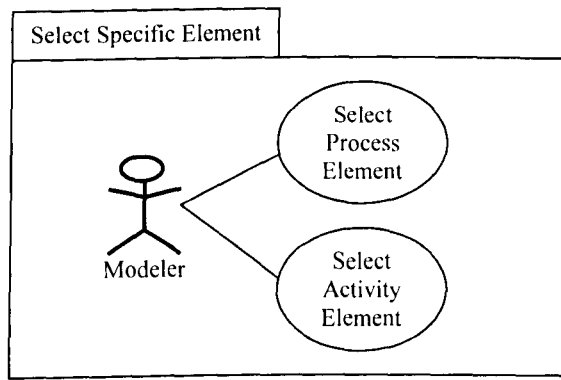 Select Specific Element
Select
Process
Element
Modeler
Select
Activity
Element